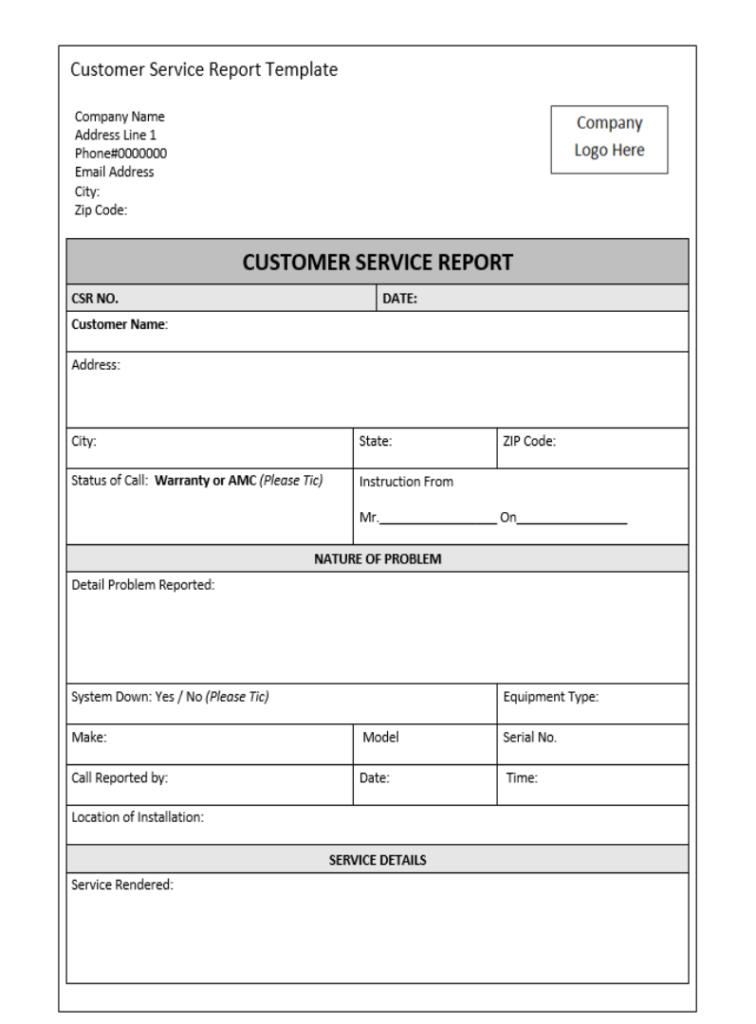 Customer Service Report Template
Company Name
Address Line 1
Phone#0000000
Email Address
City:
Zip Code:
Company
Logo Here
CUSTOMER SERVICE REPORT
CSR NO. DATE:
Customer Name:
Address:
City: State: ZIP Code:
Status of Call: Warranty or AMC (Please Tic) Instruction From
Mr.________________ On_______________
NATURE OF PROBLEM
Detail Problem Reported:
System Down: Yes / No (Please Tic) Equipment Type:
Make: Model Serial No.
Call Reported by: Date: Time:
Location of Installation:
SERVICE DETAILS
Service Rendered: